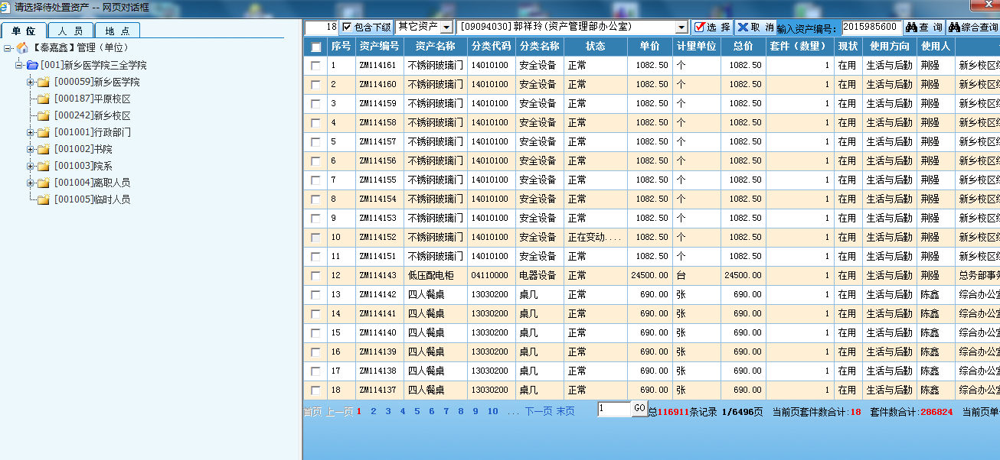 请选择待处置资产 -- 网页对话框
单 位 人 员 地 点
【秦嘉鑫】管理（单位）
[001]新乡医学院三全学院
[000059]新乡医学院
[000187]平原校区
[000242]新乡校区
[001001]行政部门
[001002]书院
[001003]院系
[001004]离职人员
[001005]临时人员
18 包含下级 其它资产 [09094030]郭祥玲(资产管理部办公室) 选 择 取 消 输入资产编号: 2015985600 查 询 综合查询
序号 资产编号 资产名称 分类代码 分类名称 状态 单价 计量单位 总价 套件（数量） 现状 使用方向 使用人
1 ZM114161 不锈钢玻璃门 14010100 安全设备 正常 1082.50 个 1082.50 1 在用 生活与后勤 荆强 新乡校区
2 ZM114160 不锈钢玻璃门 14010100 安全设备 正常 1082.50 个 1082.50 1 在用 生活与后勤 荆强 新乡校区
3 ZM114159 不锈钢玻璃门 14010100 安全设备 正常 1082.50 个 1082.50 1 在用 生活与后勤 荆强 新乡校区
4 ZM114158 不锈钢玻璃门 14010100 安全设备 正常 1082.50 个 1082.50 1 在用 生活与后勤 荆强 新乡校区
5 ZM114157 不锈钢玻璃门 14010100 安全设备 正常 1082.50 个 1082.50 1 在用 生活与后勤 荆强 新乡校区
6 ZM114156 不锈钢玻璃门 14010100 安全设备 正常 1082.50 个 1082.50 1 在用 生活与后勤 荆强 新乡校区
7 ZM114155 不锈钢玻璃门 14010100 安全设备 正常 1082.50 个 1082.50 1 在用 生活与后勤 荆强 新乡校区
8 ZM114154 不锈钢玻璃门 14010100 安全设备 正常 1082.50 个 1082.50 1 在用 生活与后勤 荆强 新乡校区
9 ZM114153 不锈钢玻璃门 14010100 安全设备 正常 1082.50 个 1082.50 1 在用 生活与后勤 荆强 新乡校区
10 ZM114152 不锈钢玻璃门 14010100 安全设备 正在变动.... 1082.50 个 1082.50 1 在用 生活与后勤 荆强 新乡校区
11 ZM114151 不锈钢玻璃门 14010100 安全设备 正常 1082.50 个 1082.50 1 在用 生活与后勤 荆强 新乡校区
12 ZM114143 低压配电柜 04110000 电器设备 正常 24500.00 台 24500.00 1 在用 生活与后勤 荆强 总务部事务
13 ZM114142 四人餐桌 13030200 桌几 正常 690.00 张 690.00 1 在用 生活与后勤 陈鑫 综合办公室
14 ZM114141 四人餐桌 13030200 桌几 正常 690.00 张 690.00 1 在用 生活与后勤 陈鑫 综合办公室
15 ZM114140 四人餐桌 13030200 桌几 正常 690.00 张 690.00 1 在用 生活与后勤 陈鑫 综合办公室
16 ZM114139 四人餐桌 13030200 桌几 正常 690.00 张 690.00 1 在用 生活与后勤 陈鑫 综合办公室
17 ZM114138 四人餐桌 13030200 桌几 正常 690.00 张 690.00 1 在用 生活与后勤 陈鑫 综合办公室
18 ZM114137 四人餐桌 13030200 桌几 正常 690.00 张 690.00 1 在用 生活与后勤 陈鑫 综合办公室
首页 上一页 1 2 3 4 5 6 7 8 9 10 ... 下一页 末页 1 GO 总116911条记录 1/6496页 当前页套件数合计:18 套件数合计:286824 当前页单